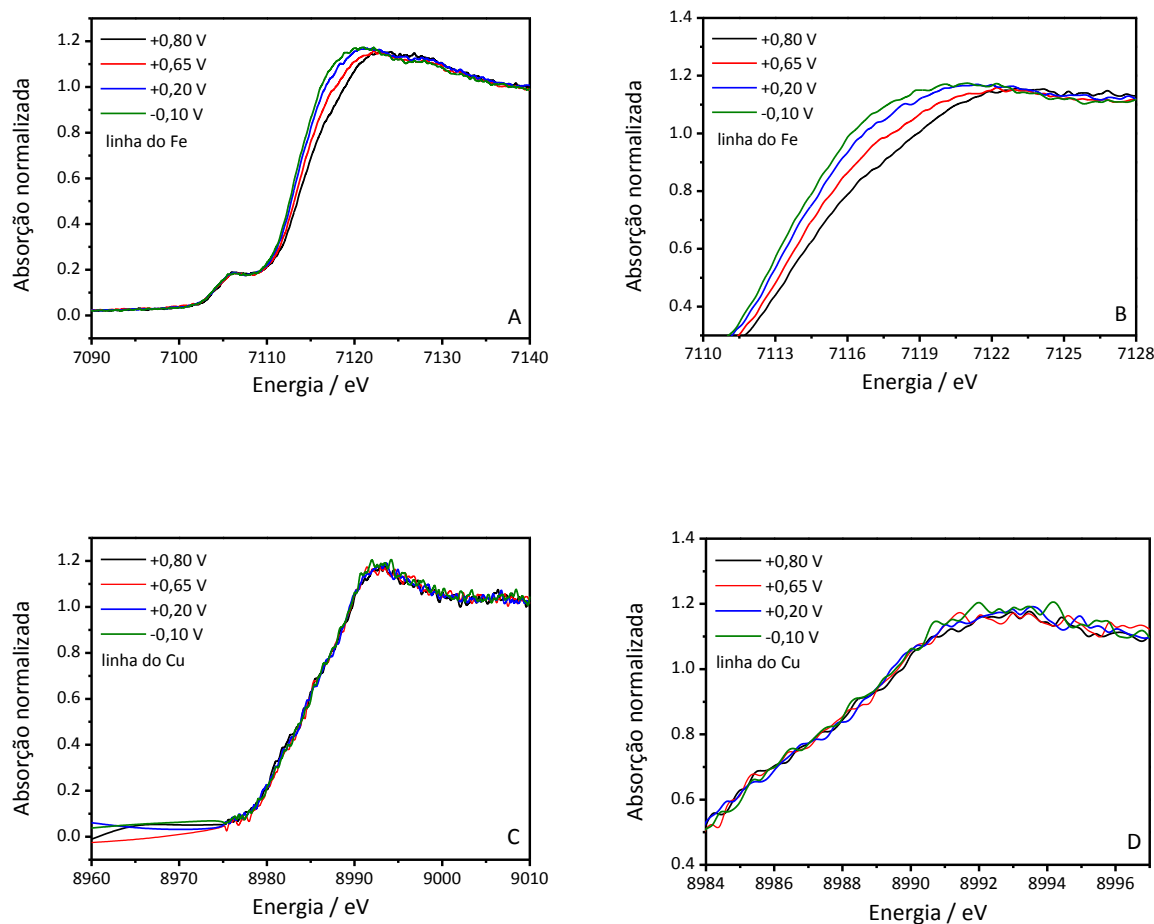 +0,80 V
+0,65 V
+0,20 V
-0,10 V
linha do Fe
Absorção normalizada
1.2
1.0
0.8
0.6
0.4
0.2
0.0
A
7090 7100 7110 7120 7130 7140
Energia / eV
+0,80 V
+0,65 V
+0,20 V
-0,10 V
linha do Fe
Absorção normalizada
1.4
1.2
1.0
0.8
0.6
0.4
B
7110 7113 7116 7119 7122 7125 7128
Energia / eV
+0,80 V
+0,65 V
+0,20 V
-0,10 V
linha do Cu
Absorção normalizada
1.2
1.0
0.8
0.6
0.4
0.2
0.0
C
8960 8970 8980 8990 9000 9010
Energia / eV
+0,80 V
+0,65 V
+0,20 V
-0,10 V
linha do Cu
Absorção normalizada
1.4
1.2
1.0
0.8
0.6
0.4
D
8984 8986 8988 8990 8992 8994 8996
Energia / eV